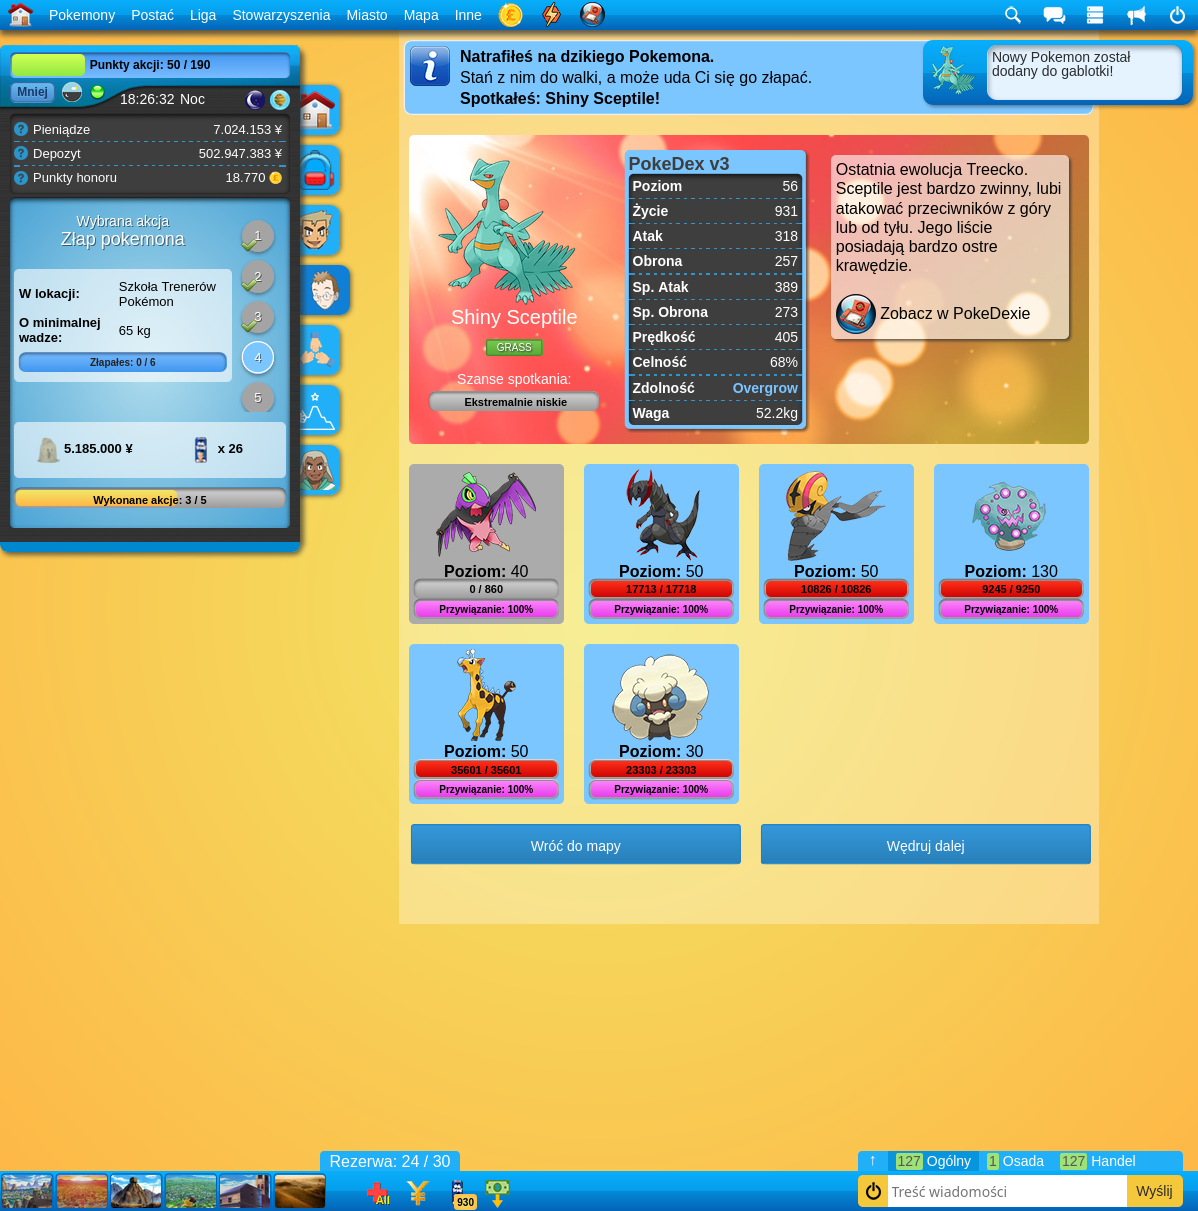 Pokemony Postać Liga Stowarzyszenia Miasto Mapa Inne
Punkty akcji: 50 / 190
Mniej
18:26:32 Noc
Pieniądze 7.024.153 ¥
Depozyt 502.947.383 ¥
Punkty honoru 18.770
Wybrana akcja
Złap pokemona
1
2
3
4
5
W lokacji: Szkoła Trenerów
Pokémon
O minimalnej
wadze: 65 kg
Złapałeś: 0 / 6
5.185.000 ¥ x 26
Wykonane akcje: 3 / 5
Natrafiłeś na dzikiego Pokemona.
Stań z nim do walki, a może uda Ci się go złapać.
Spotkałeś: Shiny Sceptile!
Nowy Pokemon został
dodany do gablotki!
Shiny Sceptile
GRASS
Szanse spotkania:
Ekstremalnie niskie
PokeDex v3
Poziom 56
Życie 931
Atak 318
Obrona 257
Sp. Atak 389
Sp. Obrona 273
Prędkość 405
Celność 68%
Zdolność Overgrow
Waga 52.2kg
Ostatnia ewolucja Treecko.
Sceptile jest bardzo zwinny, lubi
atakować przeciwników z góry
lub od tyłu. Jego liście
posiadają bardzo ostre
krawędzie.
Zobacz w PokeDexie
Poziom: 40
0 / 860
Przywiązanie: 100%
Poziom: 50
17713 / 17718
Przywiązanie: 100%
Poziom: 50
10826 / 10826
Przywiązanie: 100%
Poziom: 130
9245 / 9250
Przywiązanie: 100%
Poziom: 50
35601 / 35601
Przywiązanie: 100%
Poziom: 30
23303 / 23303
Przywiązanie: 100%
Wróć do mapy
Wędruj dalej
Rezerwa: 24 / 30
All
930
↑ 127 Ogólny 1 Osada 127 Handel
Treść wiadomości
Wyślij